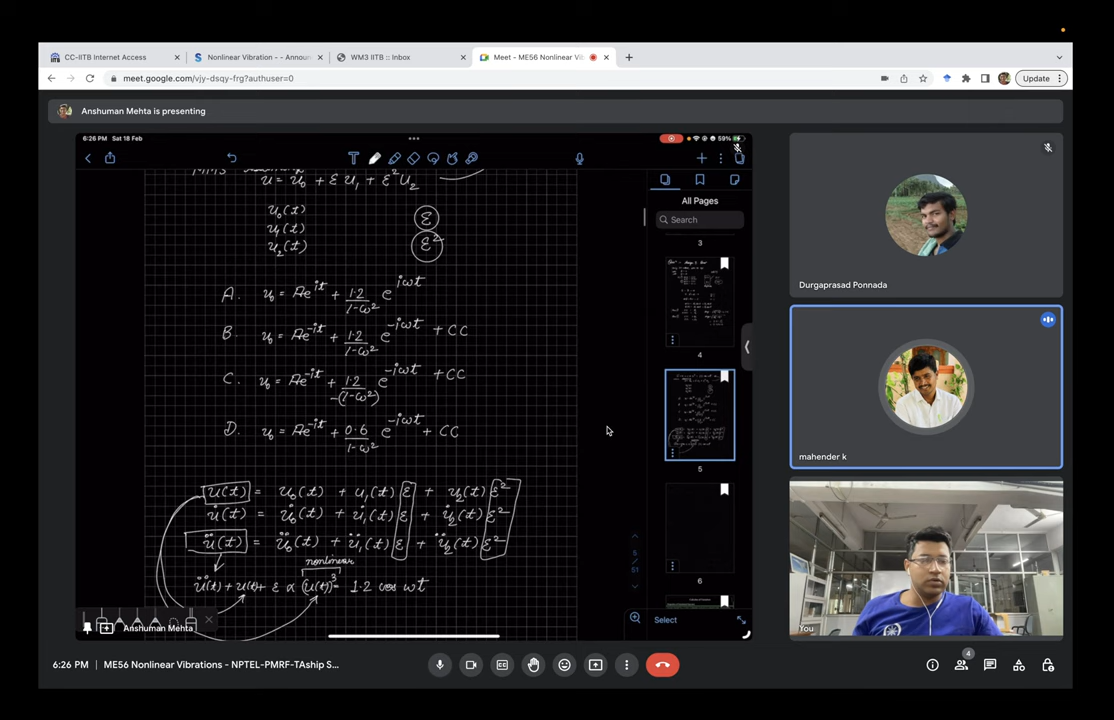 CC-IITB Internet Access
Nonlinear Vibration - - Announ
WM3 IITB :: Inbox
Meet - ME56 Nonlinear Vib
meet.google.com/vjy-dsqy-frg?authuser=0
Update
Anshuman Mehta is presenting
6:26 PM Sat 18 Feb
59%
u = u₀ + εu₁ + ε²u₂
u₀(t)
u₁(t)
u₂(t)
ε
ε²
A. u₀ = Ae^{it} + 1.2/(1-ω²) e^{iωt}
B. u₀ = Ae^{-it} + 1.2/(1-ω²) e^{-iωt} + CC
C. u₀ = Ae^{-it} + 1.2/-(1-ω²) e^{-iωt} + CC
D. u₀ = Ae^{-it} + 0.6/(1-ω²) e^{-iωt} + CC
u(t) = u₀(t) + u₁(t) ε + u₂(t) ε²
u̇(t) = u̇₀(t) + u̇₁(t) ε + u̇₂(t) ε²
ü(t) = ü₀(t) + ü₁(t) ε + ü₂(t) ε²
nonlinear
ü(t) + u(t) + ε α (u(t))³ = 1.2 cos ωt
Anshuman Mehta
All Pages
Search
3
4
5
6
5
/
51
Select
Durgaprasad Ponnada
mahender k
You
6:26 PM | ME56 Nonlinear Vibrations - NPTEL-PMRF-TAship S...
4